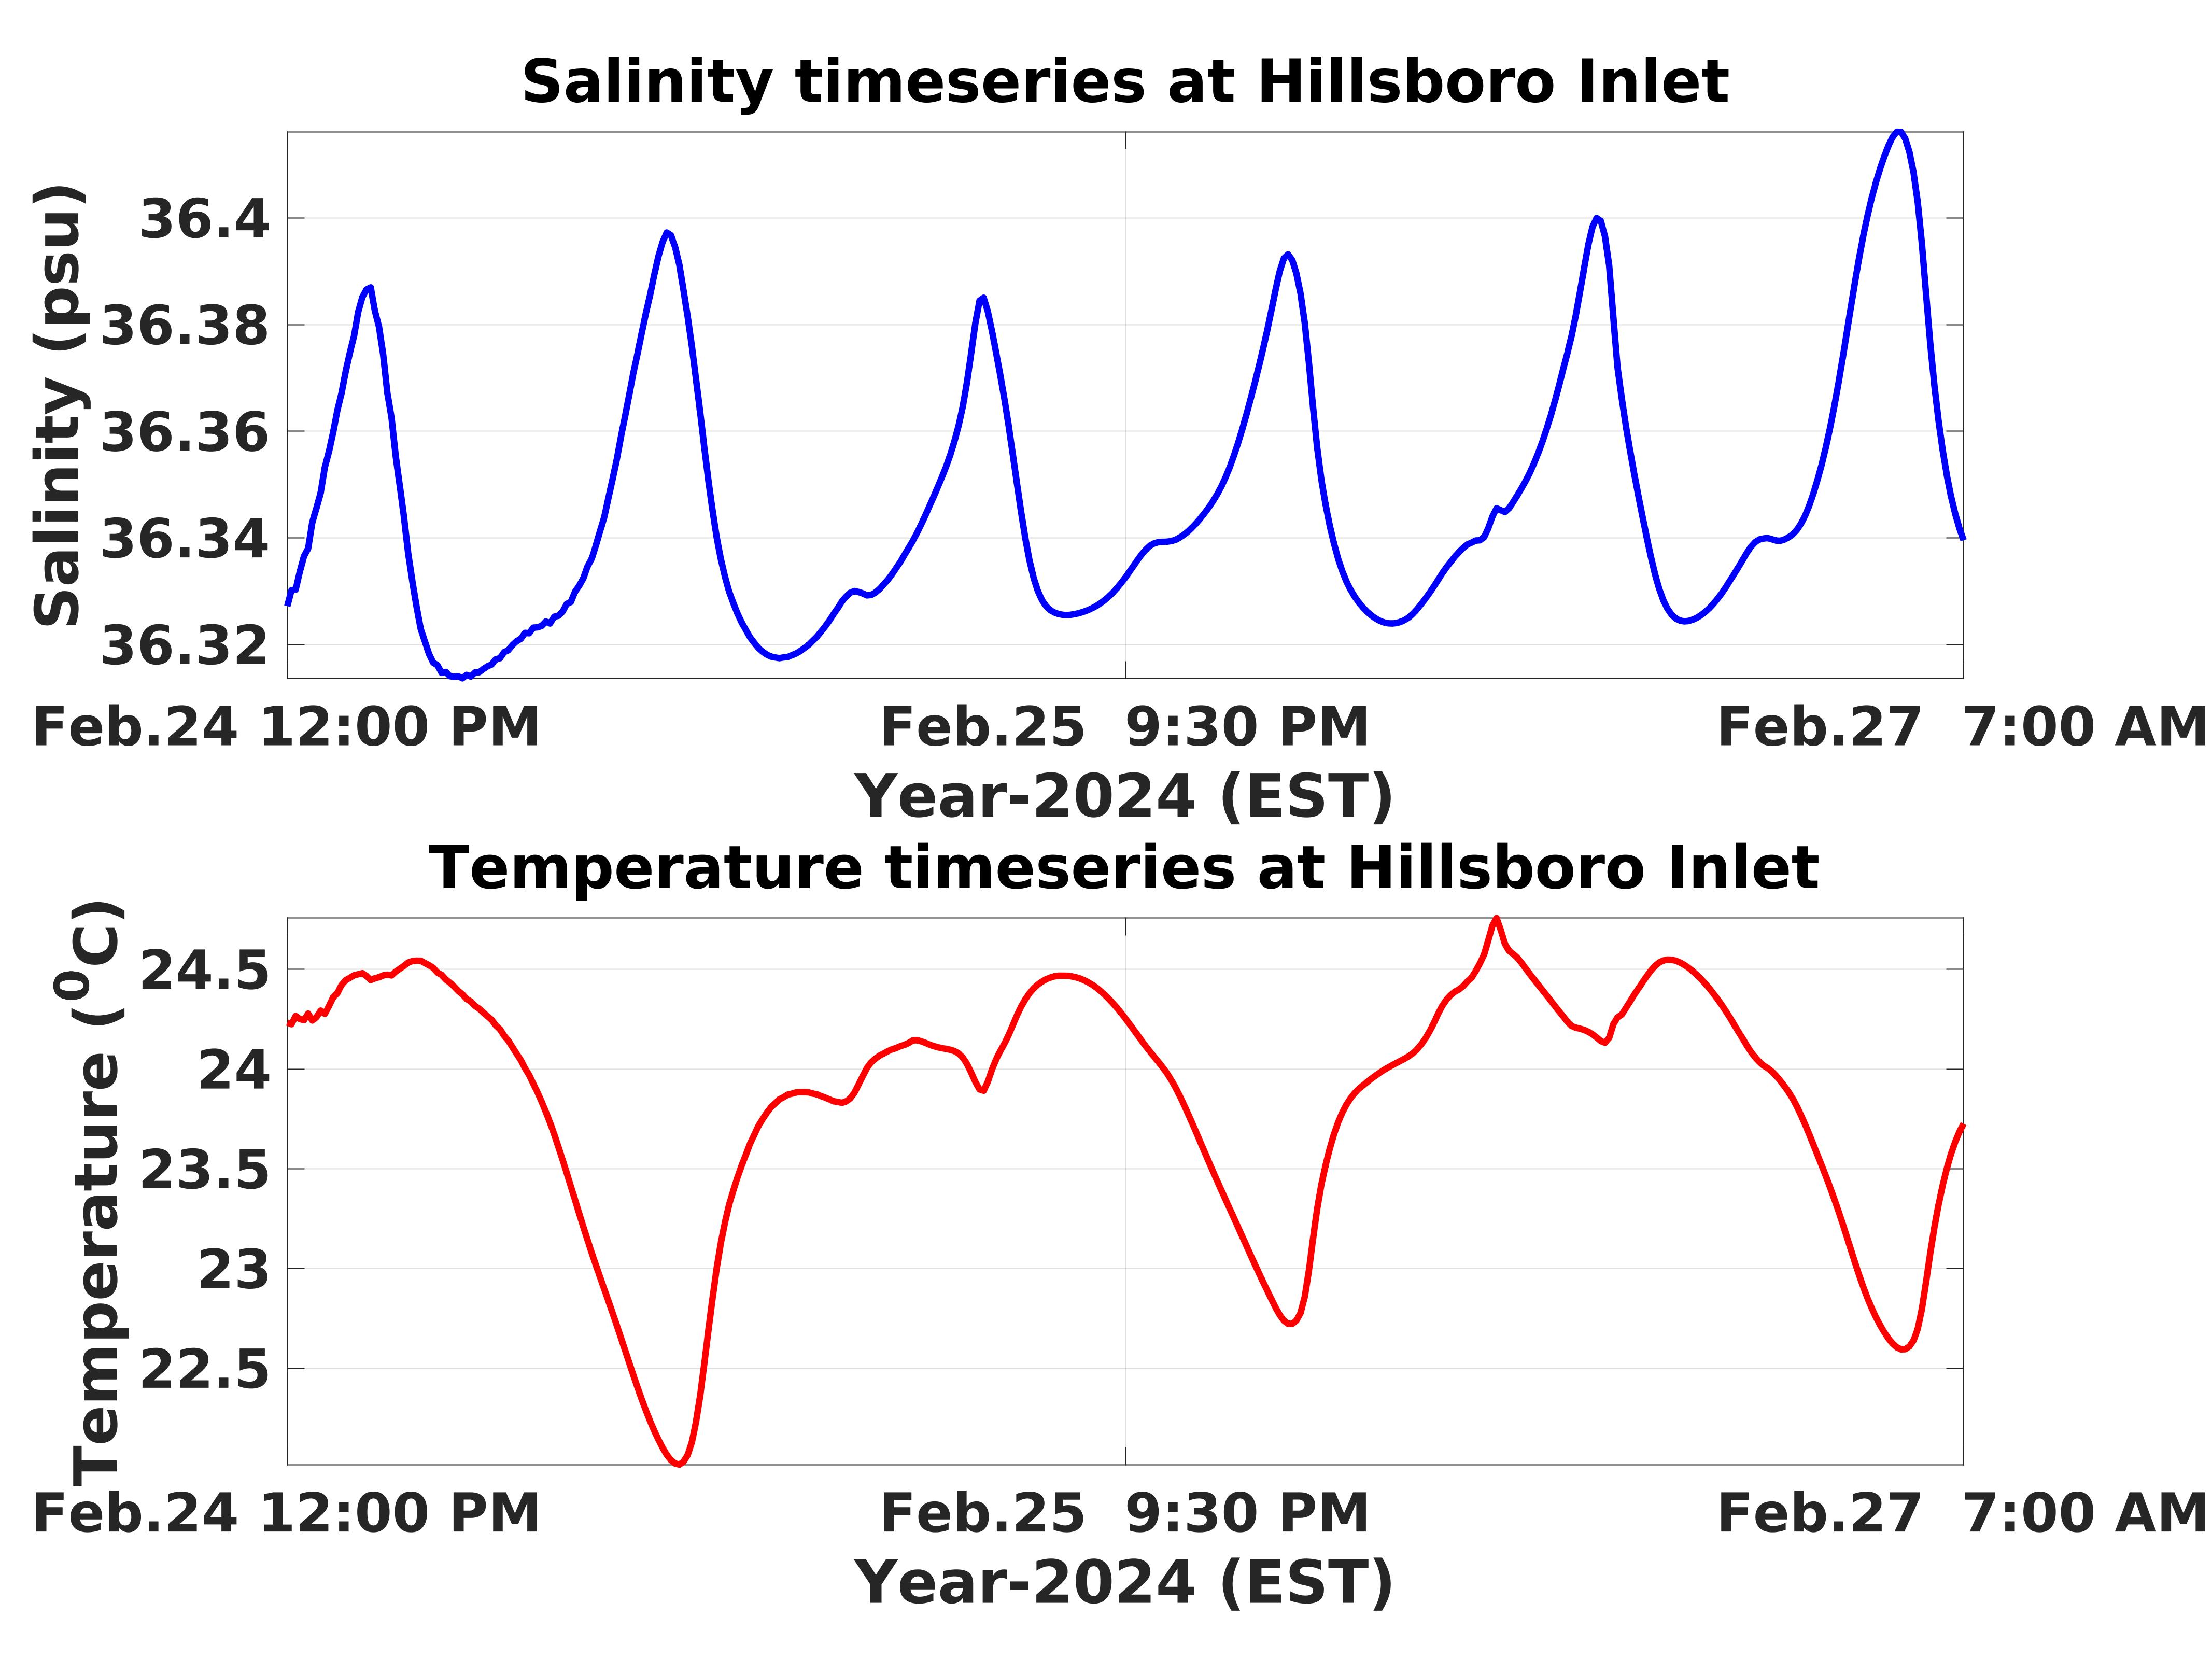 Salinity timeseries at Hillsboro Inlet
Salinity (psu)
36.4
36.38
36.36
36.34
36.32
Feb.24 12:00 PM Feb.25  9:30 PM Feb.27  7:00 AM
Year-2024 (EST)
Temperature timeseries at Hillsboro Inlet
Temperature (⁰C)
24.5
24
23.5
23
22.5
Feb.24 12:00 PM Feb.25  9:30 PM Feb.27  7:00 AM
Year-2024 (EST)